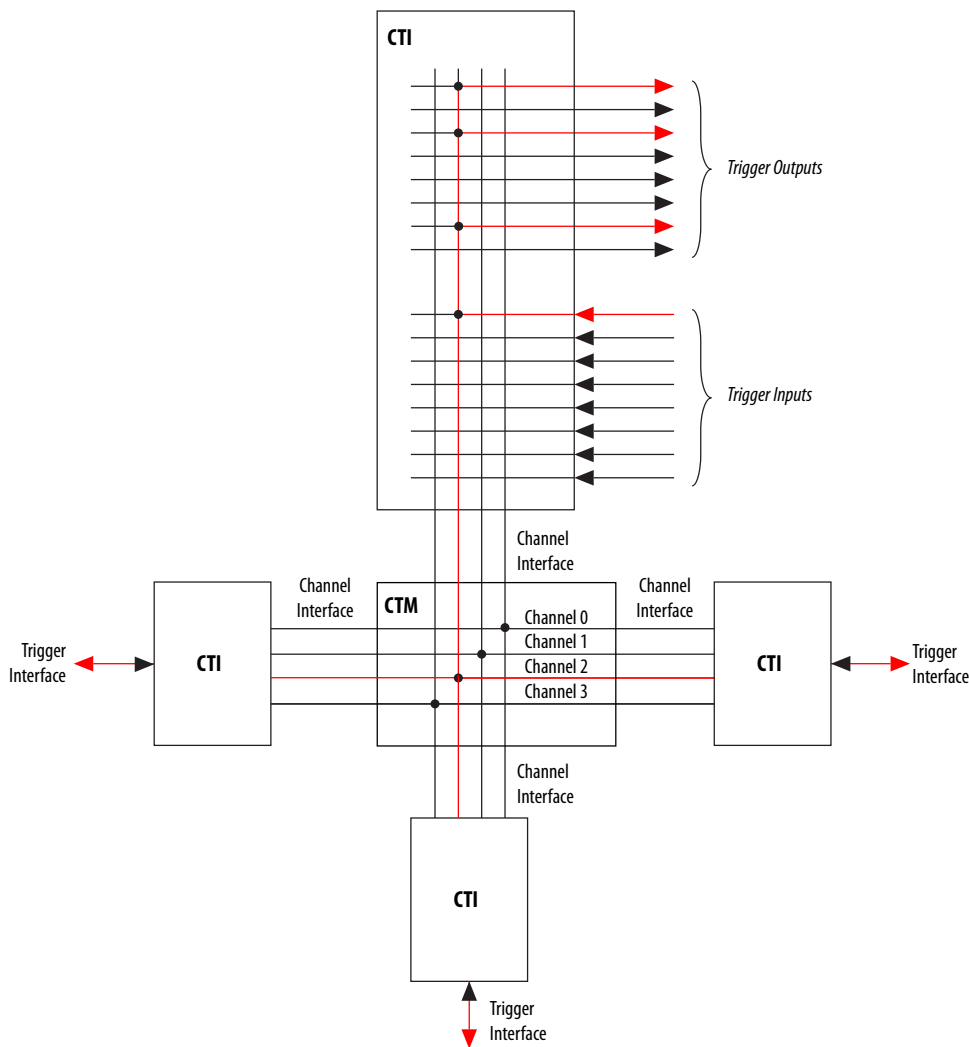 CTI
Trigger Outputs
Trigger Inputs
Channel
Interface
Channel
Interface
CTM
Channel 0
Channel 1
Channel 2
Channel 3
Channel
Interface
Trigger
Interface
CTI
CTI
Trigger
Interface
Channel
Interface
CTI
Trigger
Interface